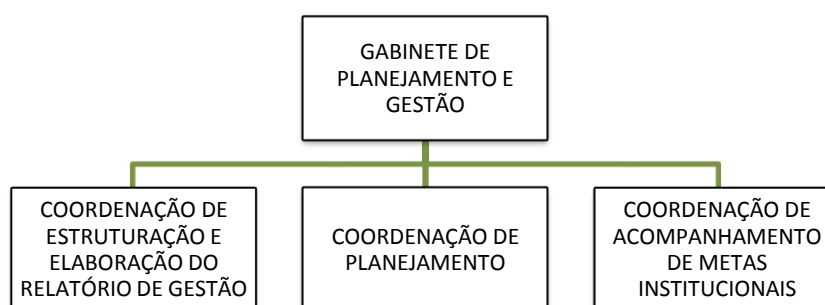 GABINETE DE
PLANEJAMENTO E
GESTÃO
COORDENAÇÃO DE
ESTRUTURAÇÃO E
ELABORAÇÃO DO
RELATÓRIO DE GESTÃO
COORDENAÇÃO DE
PLANEJAMENTO
COORDENAÇÃO DE
ACOMPANHAMENTO
DE METAS
INSTITUCIONAIS